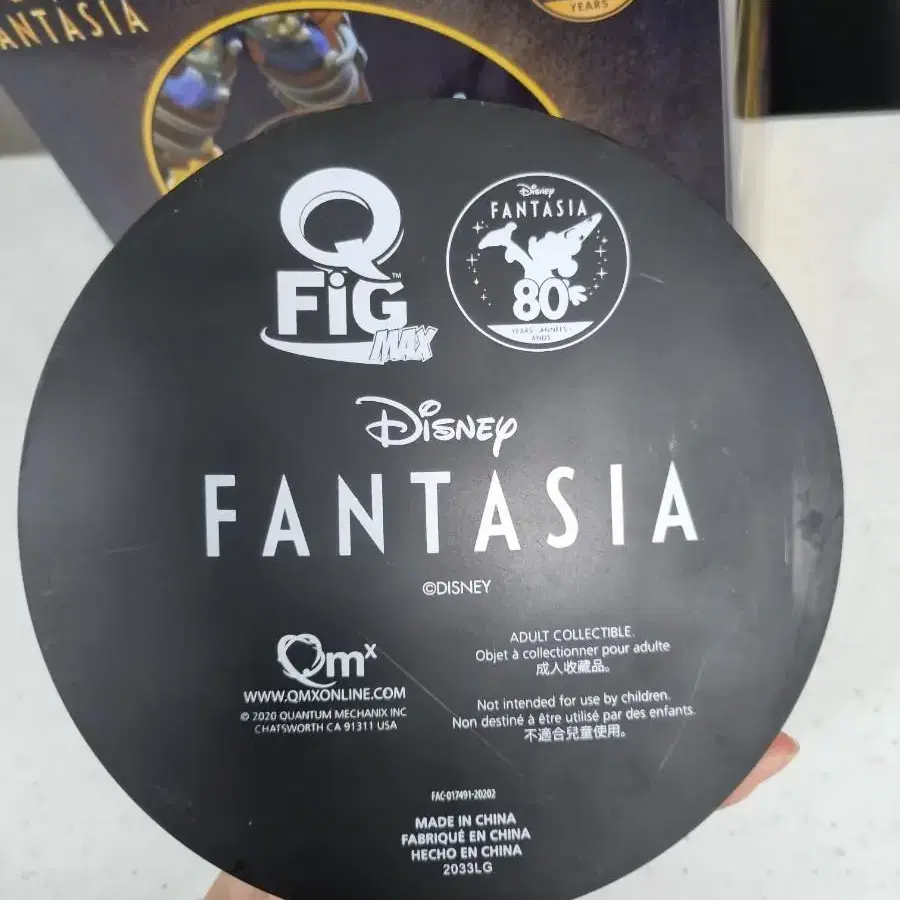 ANTASIA
YEARS
Q
FiG™
MAX
Disney
FANTASIA
80
YEARS · ANNÉES ·
AÑOS
Disney
FANTASIA
©DISNEY
Qmx
WWW.QMXONLINE.COM
© 2020 QUANTUM MECHANIX INC
CHATSWORTH CA 91311 USA
ADULT COLLECTIBLE.
Objet à collectionner pour adulte
成人收藏品。
Not intended for use by children.
Non destiné à être utilisé par des enfants.
不適合兒童使用。
FAC-017491-20202
MADE IN CHINA
FABRIQUÉ EN CHINA
HECHO EN CHINA
2033LG